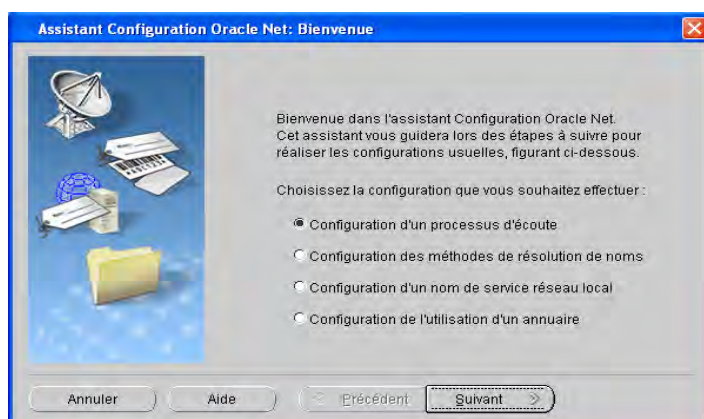 Assistant Configuration Oracle Net: Bienvenue
Bienvenue dans l'assistant Configuration Oracle Net.
Cet assistant vous guidera lors des étapes à suivre pour
réaliser les configurations usuelles, figurant ci-dessous.
Choisissez la configuration que vous souhaitez effectuer :
Configuration d'un processus d'écoute
Configuration des méthodes de résolution de noms
Configuration d'un nom de service réseau local
Configuration de l'utilisation d'un annuaire
Annuler
Aide
Précédent
Suivant